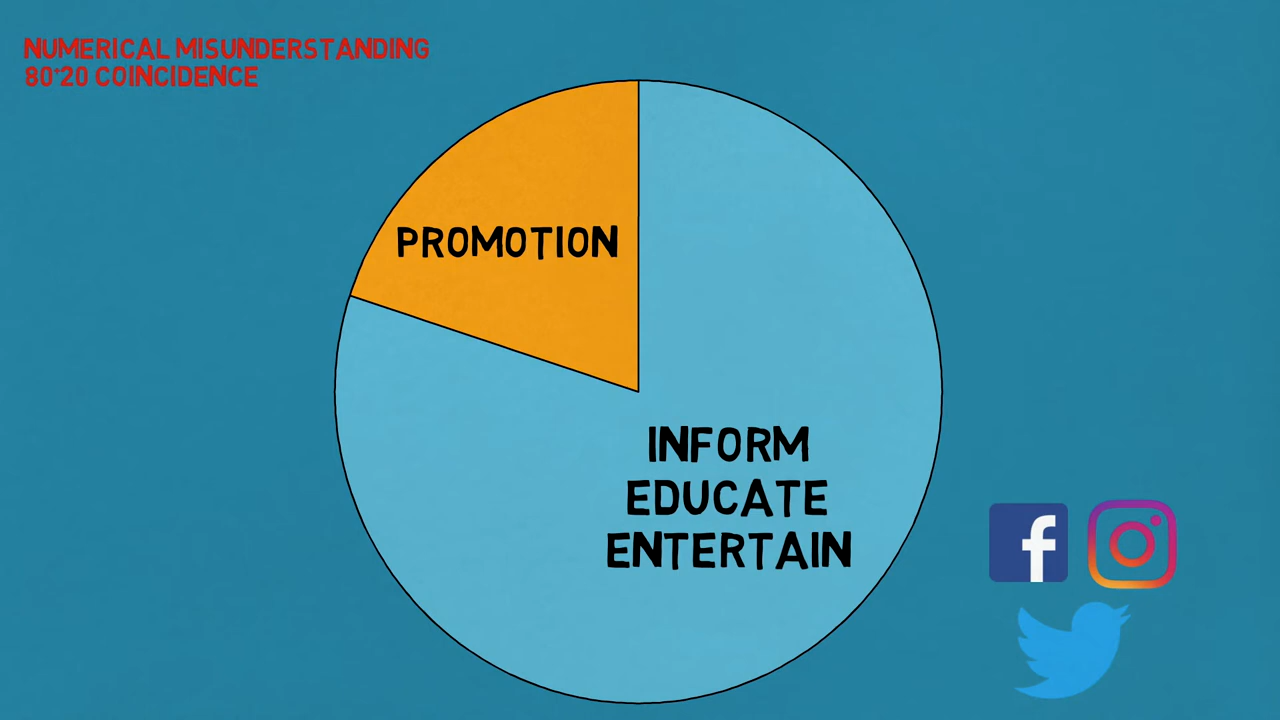 NUMERICAL MISUNDERSTANDING
80*20 COINCIDENCE
PROMOTION
INFORM
EDUCATE
ENTERTAIN
f